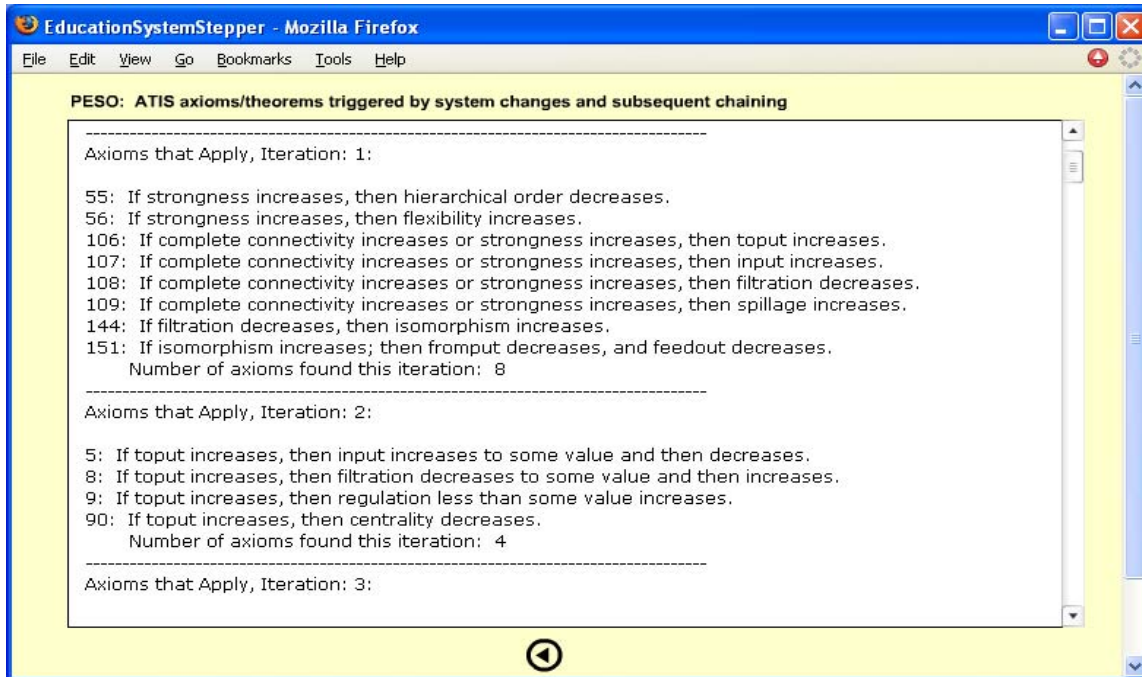 EducationSystemStepper - Mozilla Firefox
File Edit View Go Bookmarks Tools Help
PESO: ATIS axioms/theorems triggered by system changes and subsequent chaining
------------------------------------------------------------------------------------
Axioms that Apply, Iteration: 1:
55: If strongness increases, then hierarchical order decreases.
56: If strongness increases, then flexibility increases.
106: If complete connectivity increases or strongness increases, then toput increases.
107: If complete connectivity increases or strongness increases, then input increases.
108: If complete connectivity increases or strongness increases, then filtration decreases.
109: If complete connectivity increases or strongness increases, then spillage increases.
144: If filtration decreases, then isomorphism increases.
151: If isomorphism increases; then fromput decreases, and feedout decreases.
Number of axioms found this iteration: 8
------------------------------------------------------------------------------------
Axioms that Apply, Iteration: 2:
5: If toput increases, then input increases to some value and then decreases.
8: If toput increases, then filtration decreases to some value and then increases.
9: If toput increases, then regulation less than some value increases.
90: If toput increases, then centrality decreases.
Number of axioms found this iteration: 4
------------------------------------------------------------------------------------
Axioms that Apply, Iteration: 3: